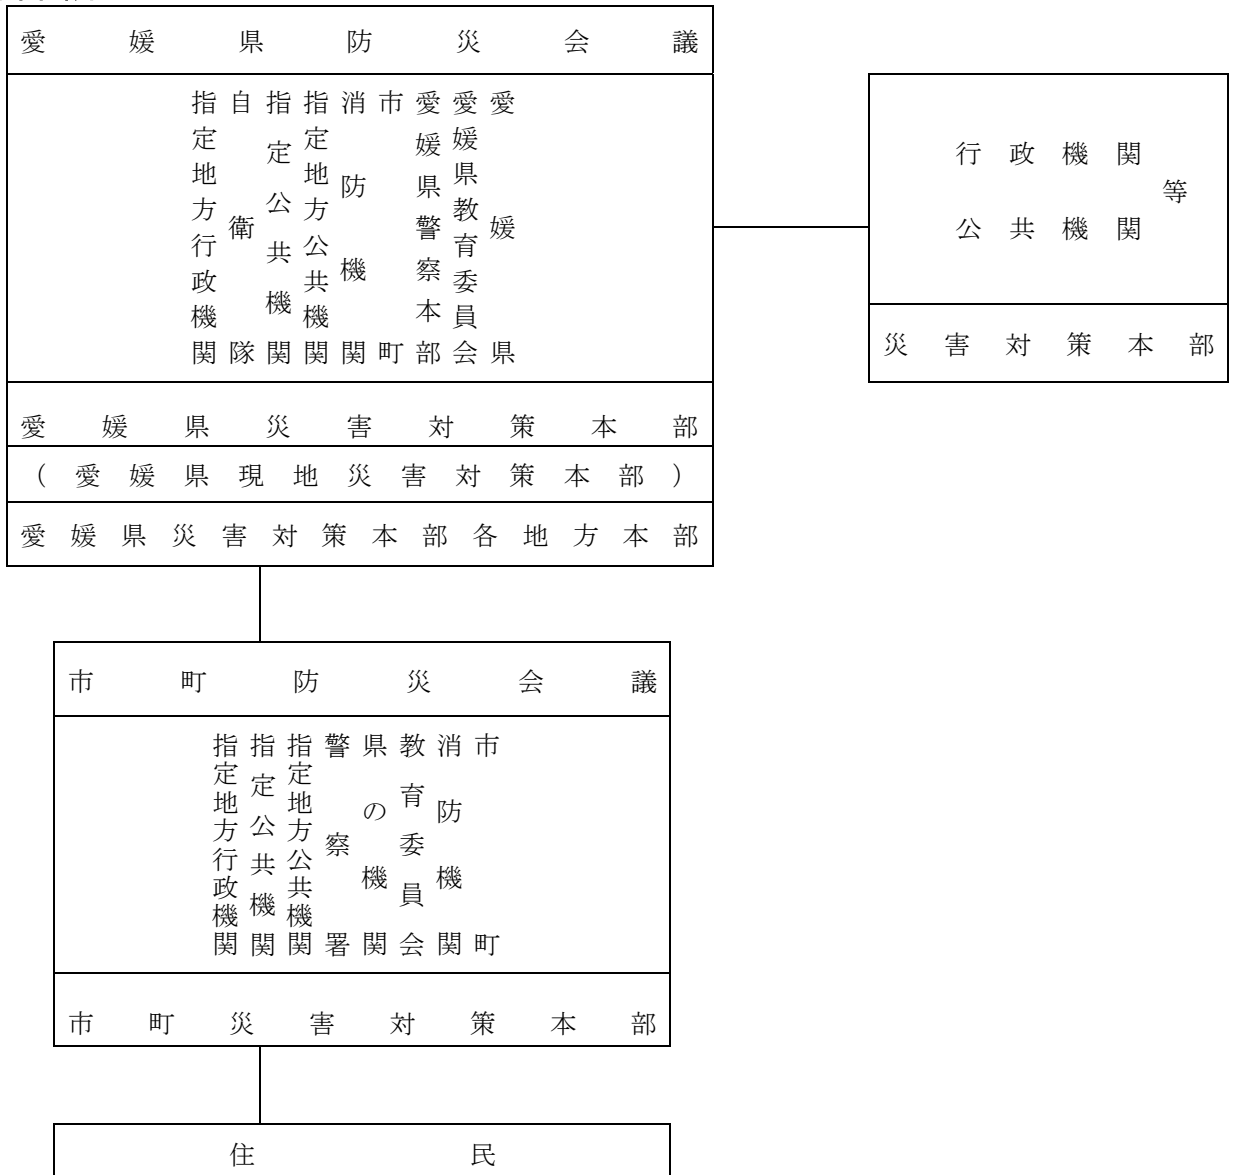 愛媛県防災会議
愛媛県
愛媛県教育委員会
愛媛県警察本部
市町
消防機関
指定地方公共機関
指定公共機関
自衛隊
指定地方行政機関
愛媛県災害対策本部
(愛媛県現地災害対策本部)
愛媛県災害対策本部各地方本部
行政機関
等
公共機関
災害対策本部
市町防災会議
市町
消防機関
教育委員会
県の機関
警察署
指定地方公共機関
指定公共機関
指定地方行政機関
市町災害対策本部
住民